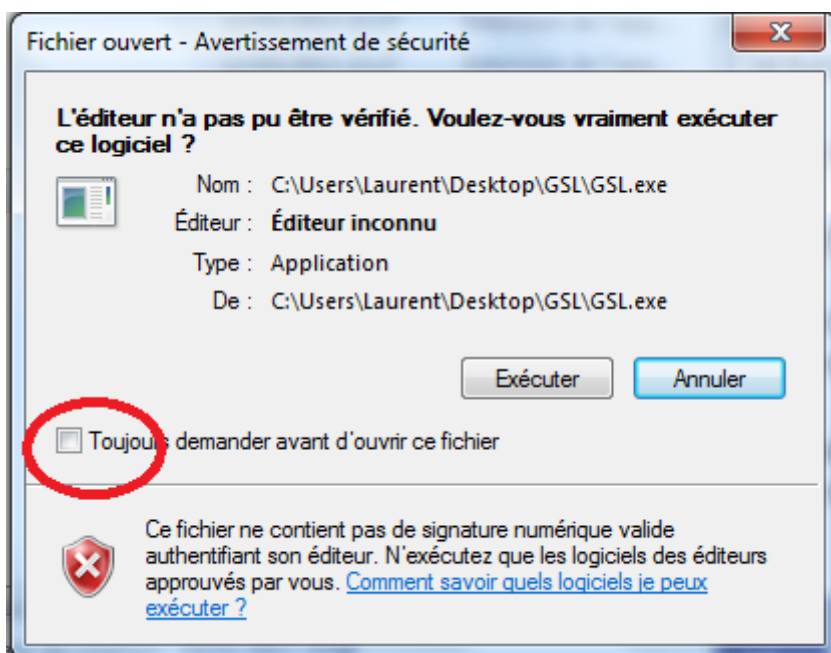 Fichier ouvert - Avertissement de sécurité
L'éditeur n'a pas pu être vérifié. Voulez-vous vraiment exécuter
ce logiciel ?
Nom : C:\Users\Laurent\Desktop\GSL\GSL.exe
Éditeur : Éditeur inconnu
Type : Application
De : C:\Users\Laurent\Desktop\GSL\GSL.exe
Exécuter Annuler
Toujours demander avant d'ouvrir ce fichier
Ce fichier ne contient pas de signature numérique valide
authentifiant son éditeur. N'exécutez que les logiciels des éditeurs
approuvés par vous. Comment savoir quels logiciels je peux
exécuter ?